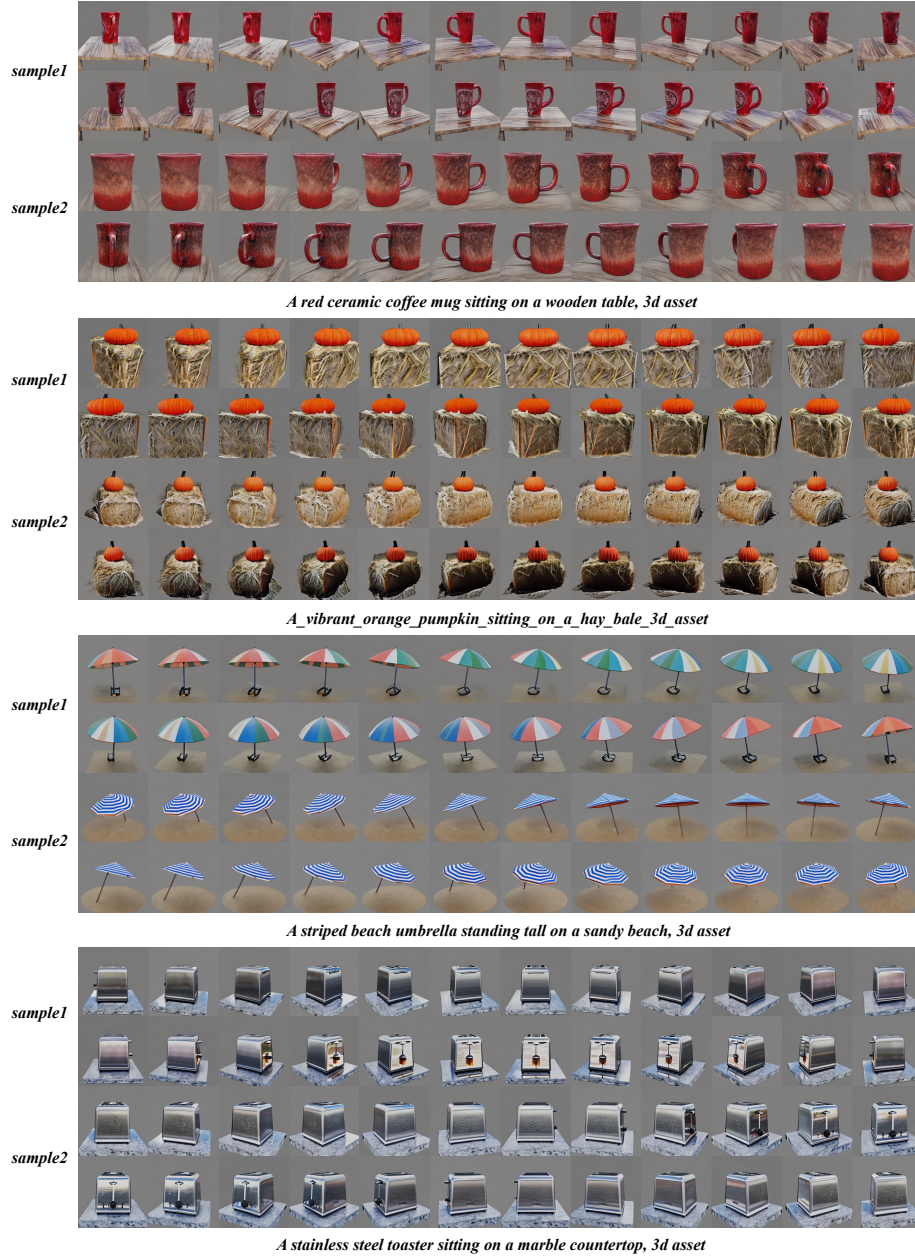 sample1
sample2
A red ceramic coffee mug sitting on a wooden table, 3d asset
sample1
sample2
A_vibrant_orange_pumpkin_sitting_on_a_hay_bale_3d_asset
sample1
sample2
A striped beach umbrella standing tall on a sandy beach, 3d asset
sample1
sample2
A stainless steel toaster sitting on a marble countertop, 3d asset